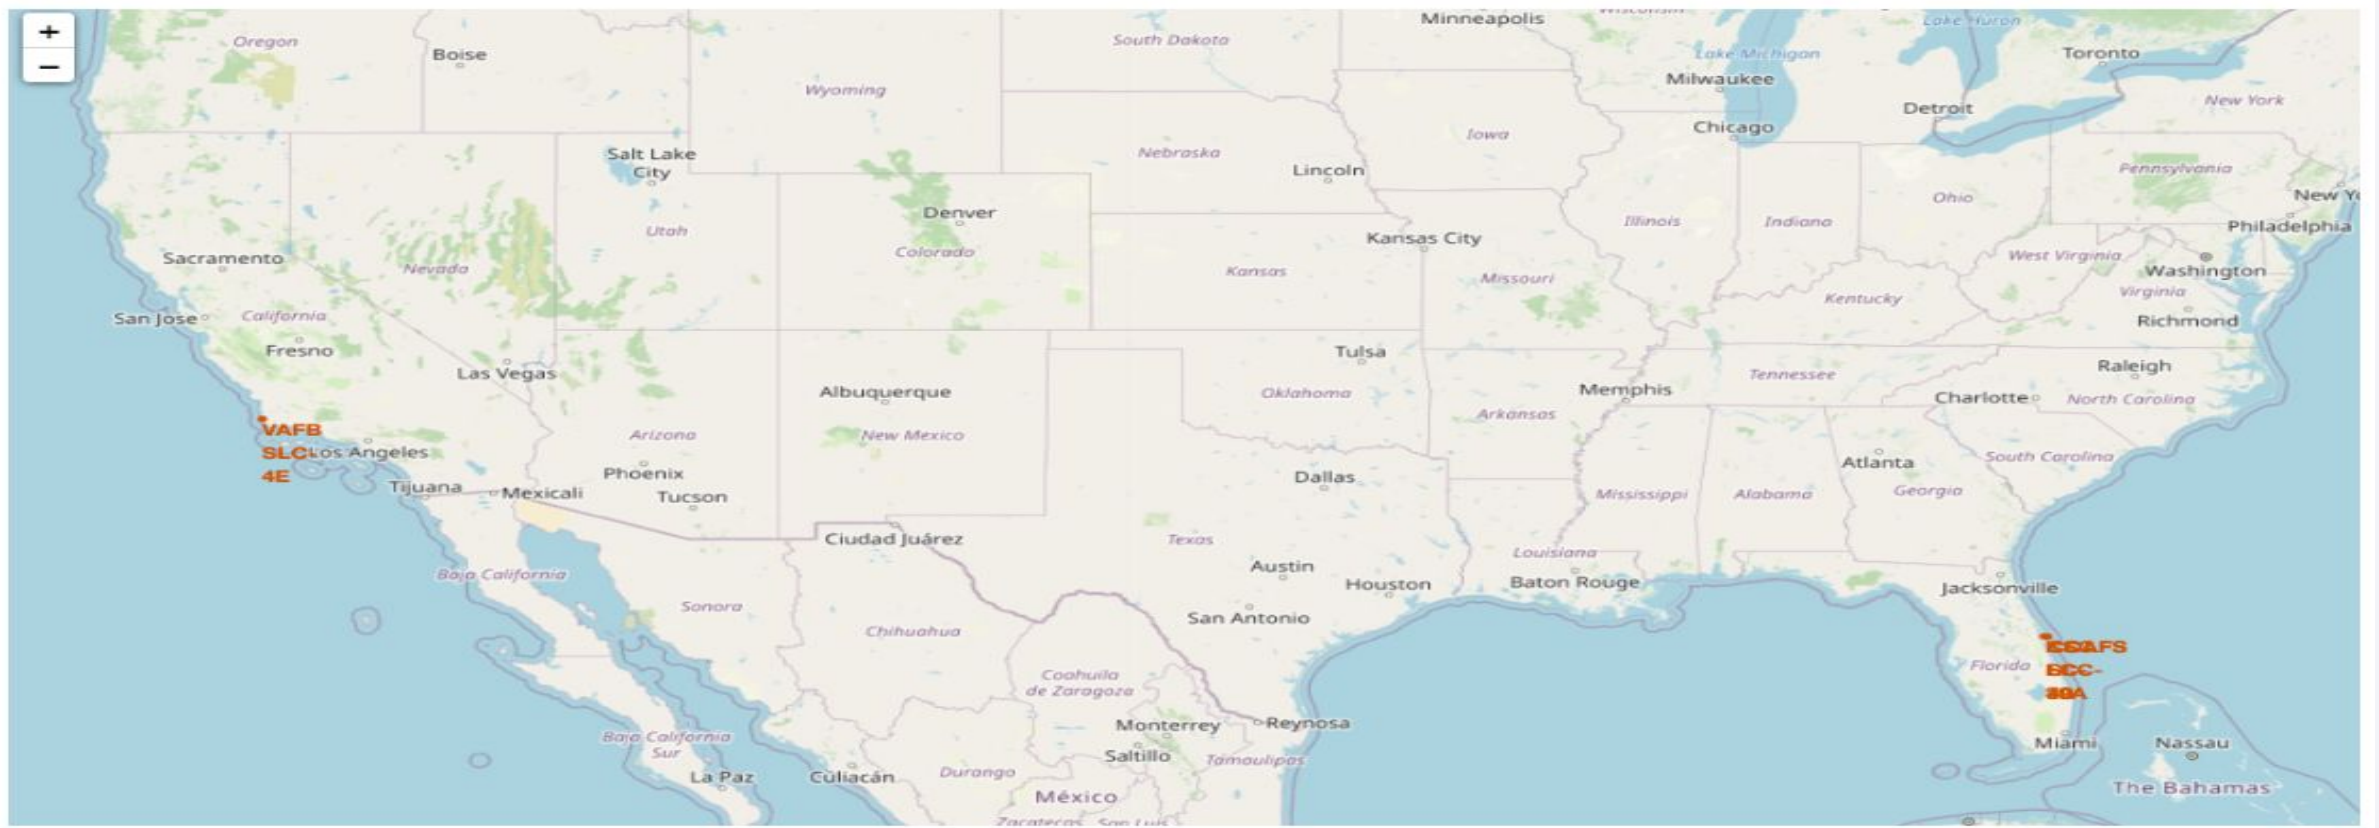 +
−
Oregon
Boise
South Dakota
Minneapolis
Lake Huron
Toronto
Lake Michigan
Milwaukee
Wyoming
New York
Detroit
Chicago
Iowa
Nebraska
Salt Lake
City
Lincoln
Pennsylvania
Ohio
Denver
Illinois
Indiana
Philadelphia
Utah
Kansas City
Colorado
Sacramento
Nevada
West Virginia
Washington
Kansas
Missouri
Kentucky
Virginia
San Jose
California
Richmond
Fresno
Tulsa
Las Vegas
Raleigh
Tennessee
Albuquerque
Oklahoma
Memphis
Charlotte
North Carolina
Arkansas
VAFB
Arizona
New Mexico
SLC-
Los Angeles
Atlanta
South Carolina
4E
Phoenix
Dallas
Tijuana
Mexicali
Tucson
Mississippi
Alabama
Georgia
Ciudad Juárez
Texas
Louisiana
Baja California
Austin
Houston
Baton Rouge
Jacksonville
Sonora
San Antonio
Chihuahua
Florida
Coahuila
de Zaragoza
Monterrey
Reynosa
Baja California
Sur
Saltillo
Tamaulipas
Miami
Nassau
La Paz
Culiacán
Durango
The Bahamas
México